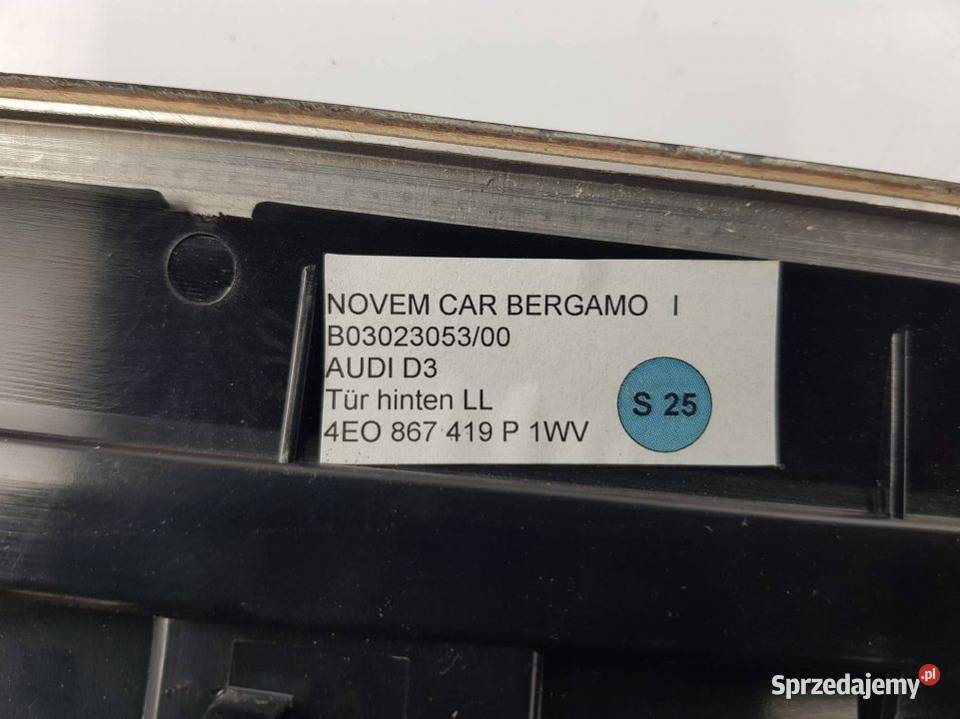 NOVEM CAR BERGAMO I
B03023053/00
AUDI D3
Tür hinten LL
4EO 867 419 P 1WV
S 25
Sprzedajemy.pl